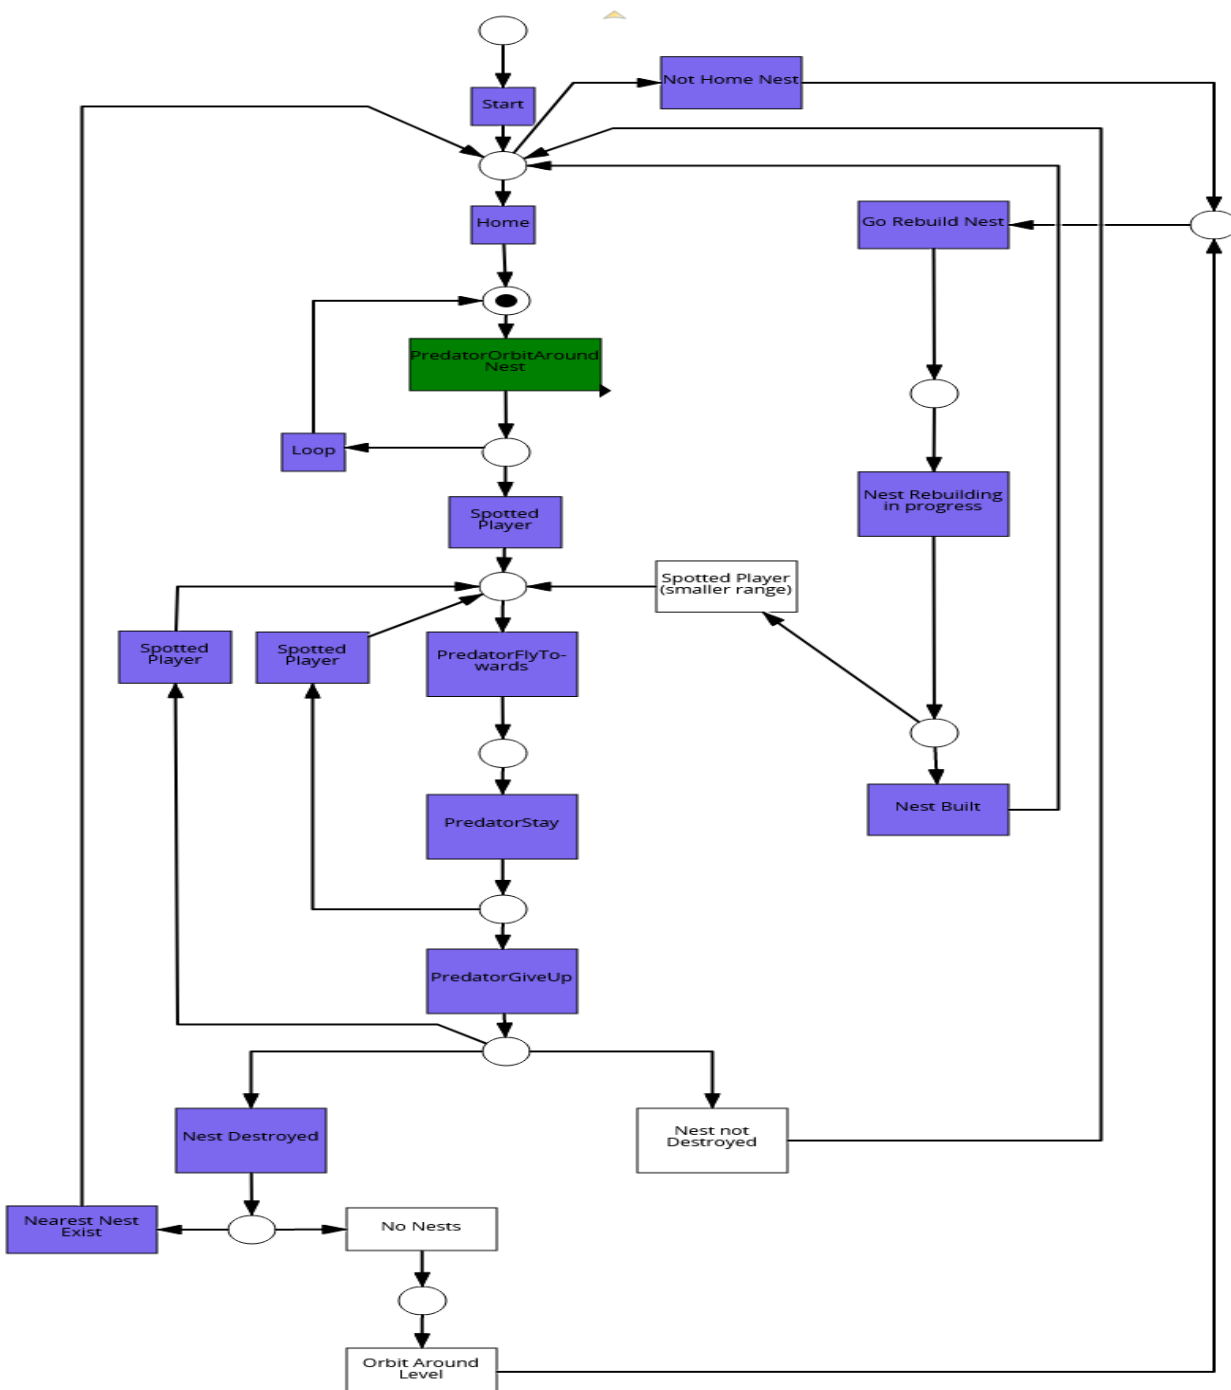 Not Home Nest
Start
Home
Go Rebuild Nest
PredatorOrbitAround
Nest
Loop
Spotted
Player
Nest Rebuilding
in progress
Spotted Player
(smaller range)
Spotted
Player
Spotted
Player
PredatorFlyTo-
wards
PredatorStay
Nest Built
PredatorGiveUp
Nest Destroyed
Nest not
Destroyed
Nearest Nest
Exist
No Nests
Orbit Around
Level